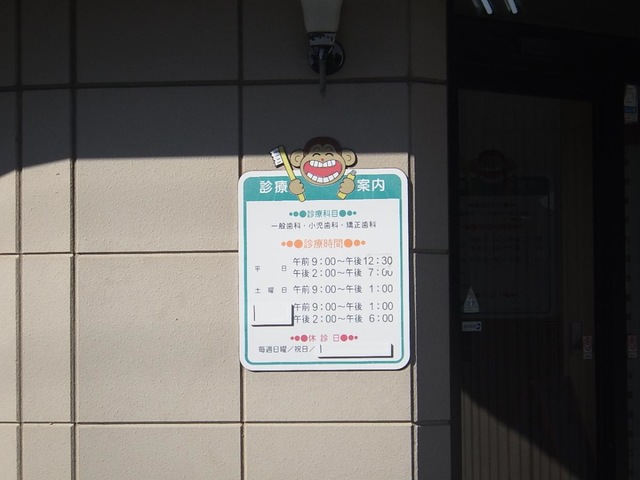 診療案内
診療科目
一般歯科・小児歯科・矯正歯科
診療時間
平日 午前 9:00〜午後12:30
午後 2:00〜午後 7:00
土曜日 午前 9:00〜午後 1:00
午前 9:00〜午後 1:00
午後 2:00〜午後 6:00
休診日
毎週日曜／祝日／